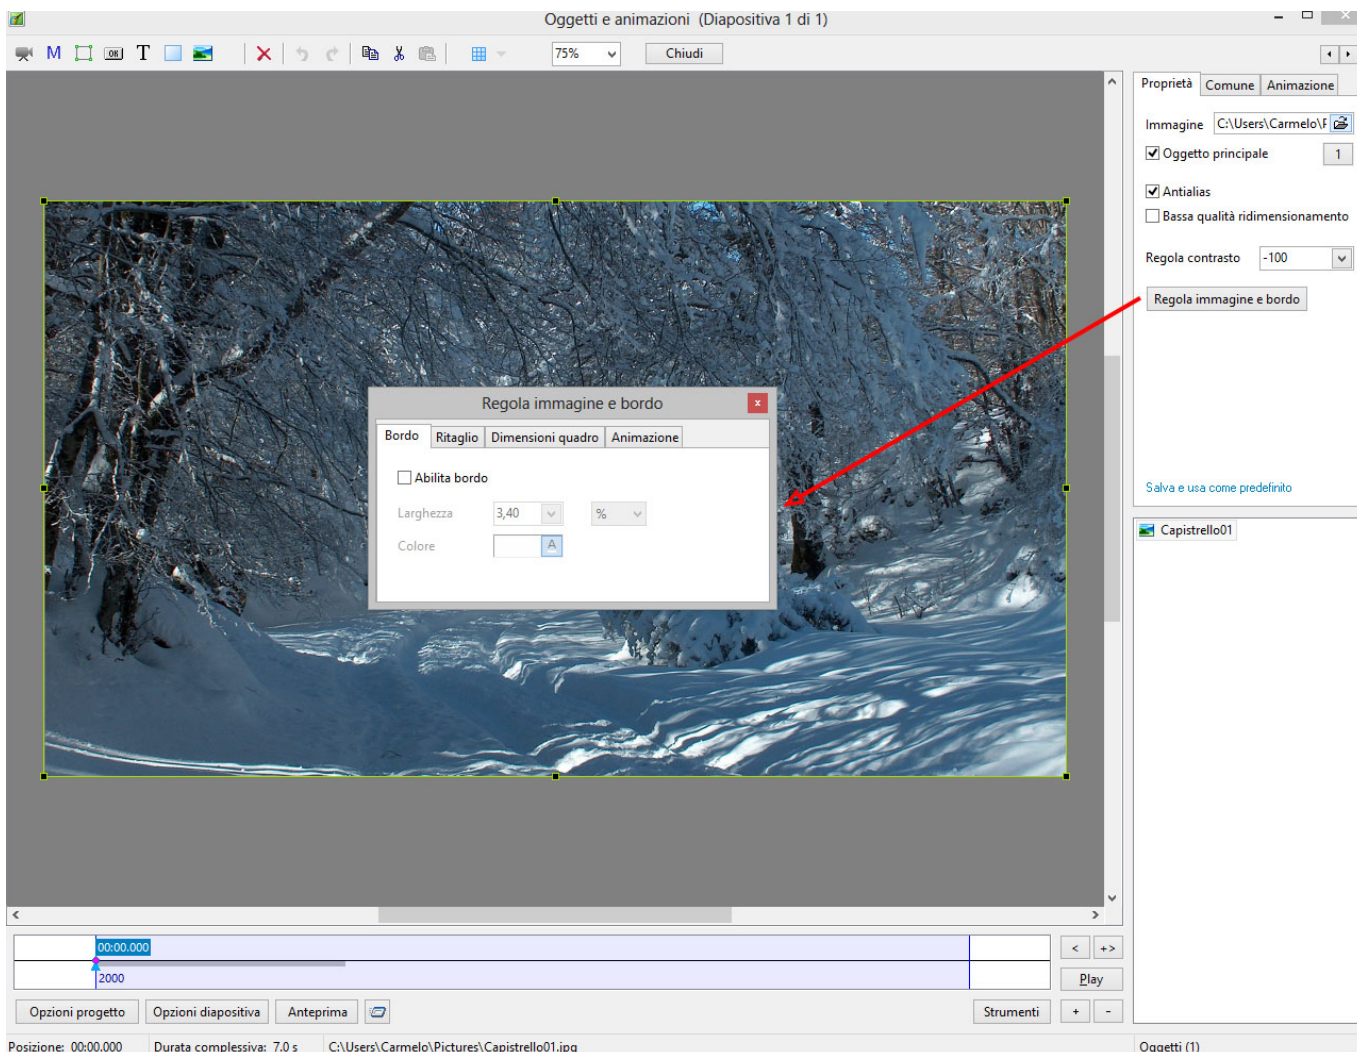 Oggetti e animazioni (Diapositiva 1 di 1)
M OK T 75% Chiudi
Proprietà Comune Animazione
Immagine C:\Users\Carmelo\F
Oggetto principale 1
Antialias
Bassa qualità ridimensionamento
Regola contrasto -100
Regola immagine e bordo
Regola immagine e bordo x
Bordo Ritaglio Dimensioni quadro Animazione
Abilita bordo
Larghezza 3,40 %
Colore A
Salva e usa come predefinito
Capistrello01
00:00.000
2000
< +>
Play
Opzioni progetto Opzioni diapositiva Anteprima Strumenti + -
Posizione: 00:00.000 Durata complessiva: 7.0 s C:\Users\Carmelo\Pictures\Capistrello01.jpg Oggetti (1)